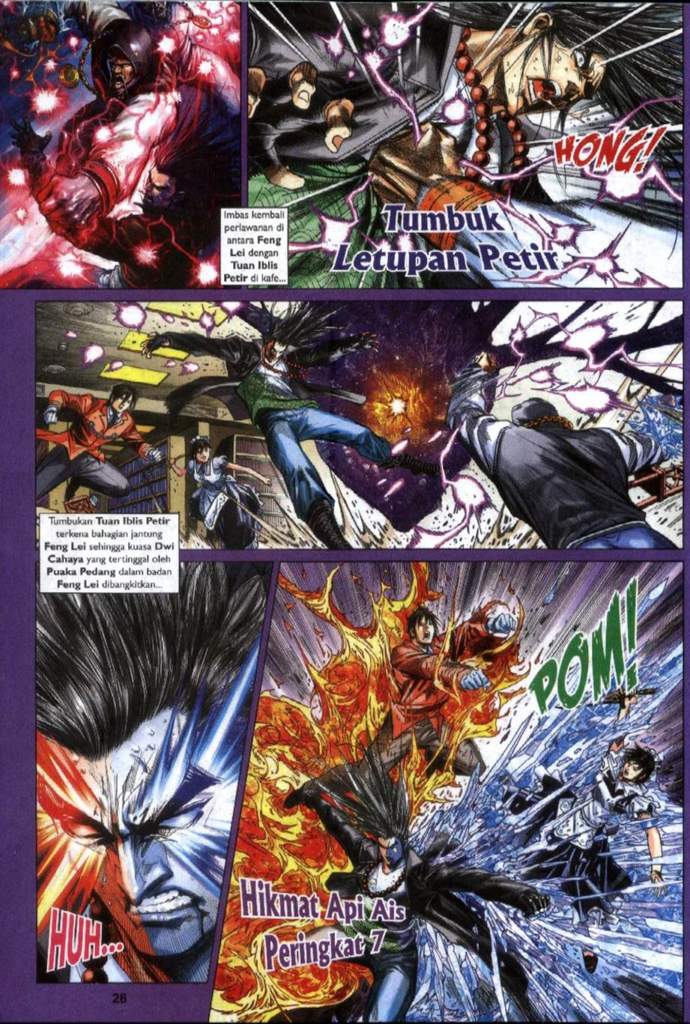 Imbas kembali
perlawanan di
antara Feng
Lei dengan
Tuan Iblis
Petir di kafe...
HONG!
Tumbuk
Letupan Petir
Tumbukan Tuan Iblis Petir
terkena bahagian jantung
Feng Lei sehingga kuasa Dwi
Cahaya yang tertinggal oleh
Puaka Pedang dalam badan
Feng Lei dibangkitkan...
HUH...
POM!
Hikmat Api Ais
Peringkat 7
26